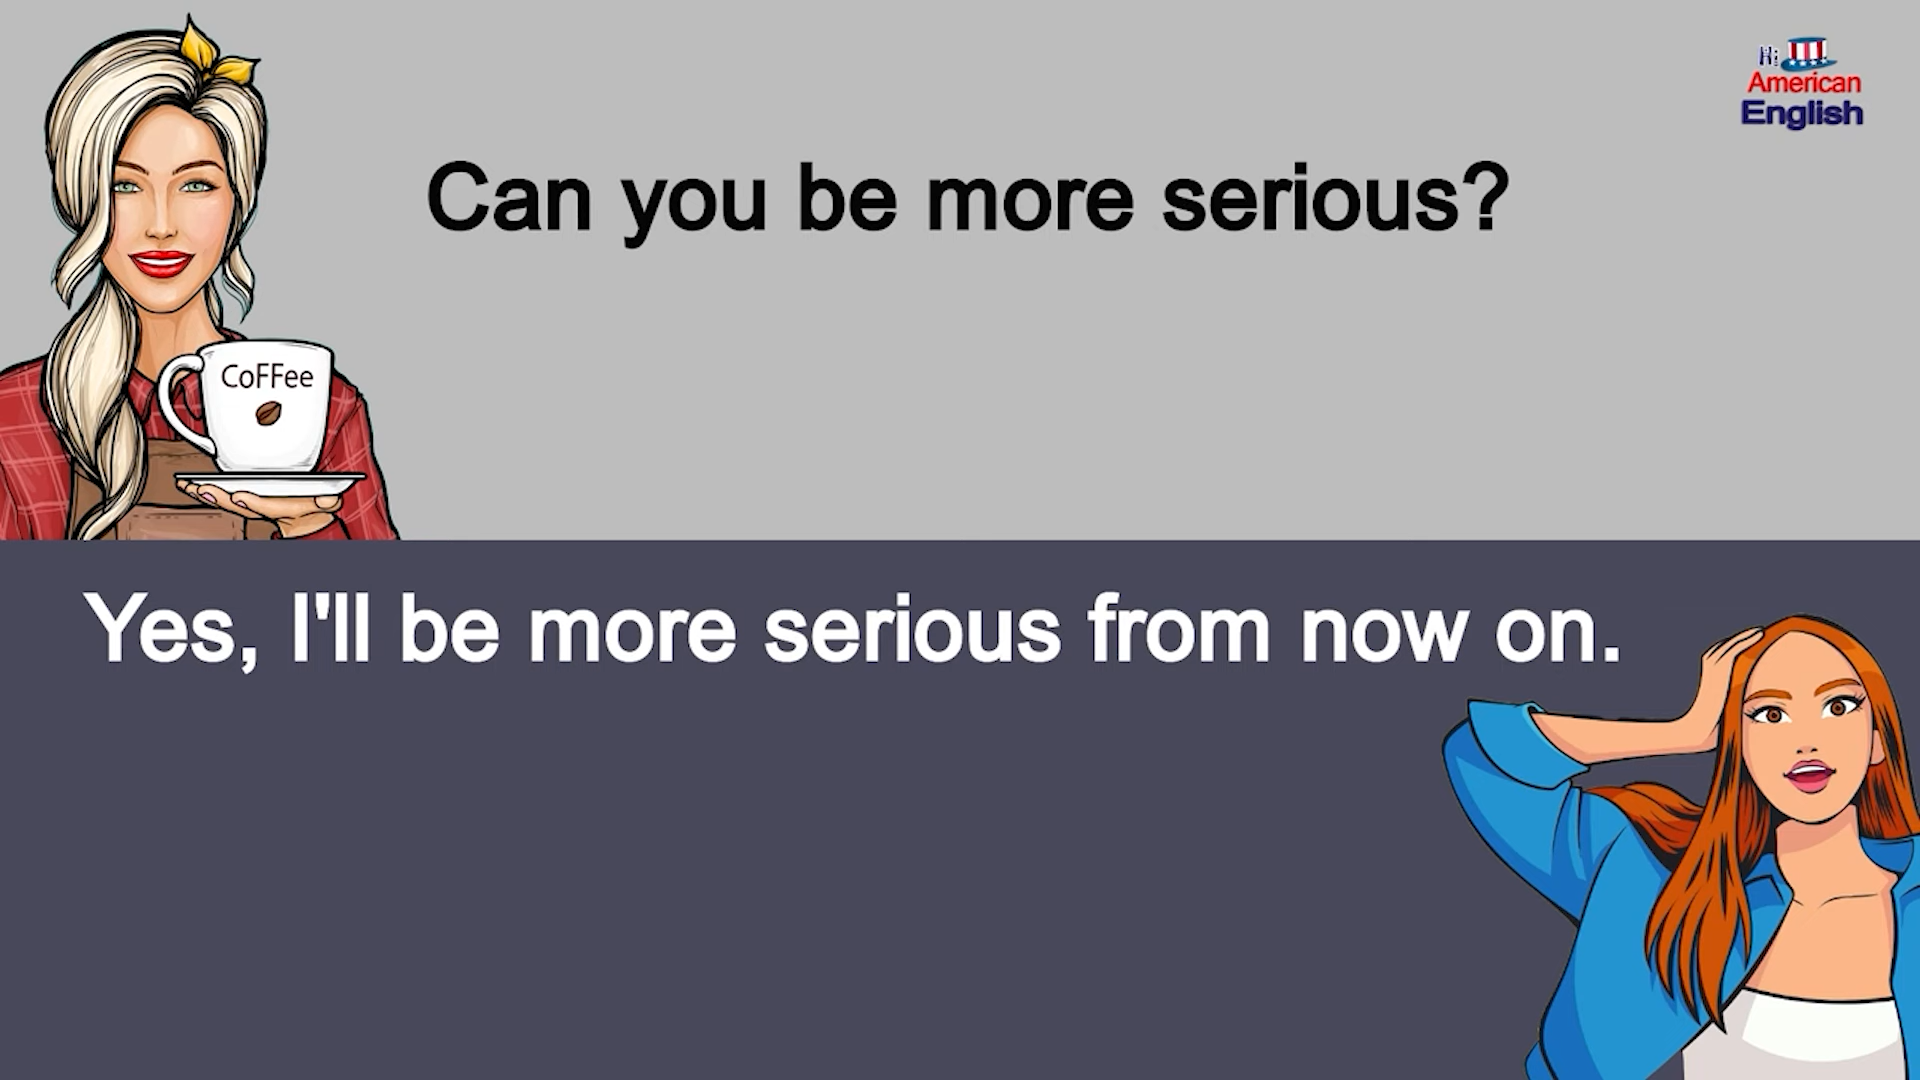 Hi
American
English
Can you be more serious?
CoFFee
Yes, I'll be more serious from now on.